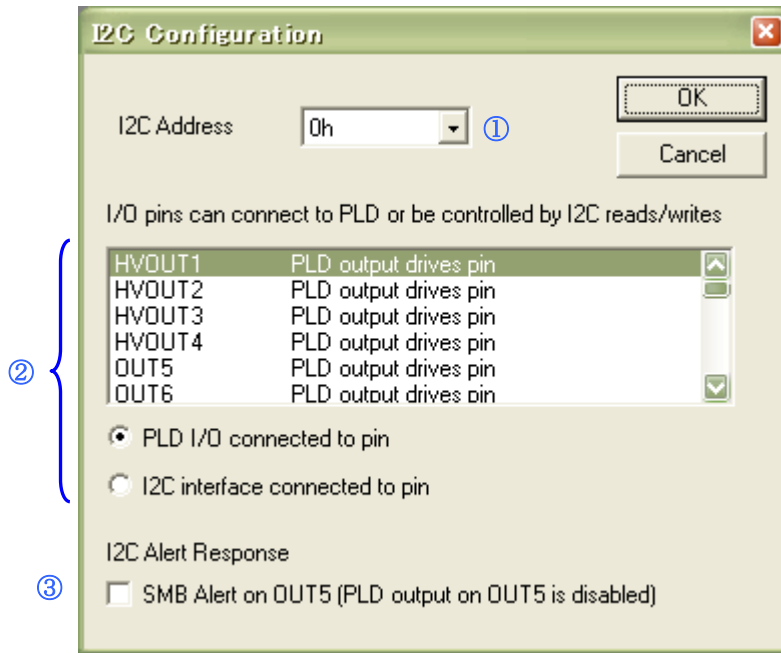 I2C Configuration
OK
I2C Address 0h ①
Cancel
I/O pins can connect to PLD or be controlled by I2C reads/writes
HVOUT1 PLD output drives pin
HVOUT2 PLD output drives pin
HVOUT3 PLD output drives pin
HVOUT4 PLD output drives pin
② OUT5 PLD output drives pin
OUT6 PLD output drives pin
PLD I/O connected to pin
I2C interface connected to pin
I2C Alert Response
③ SMB Alert on OUT5 (PLD output on OUT5 is disabled)